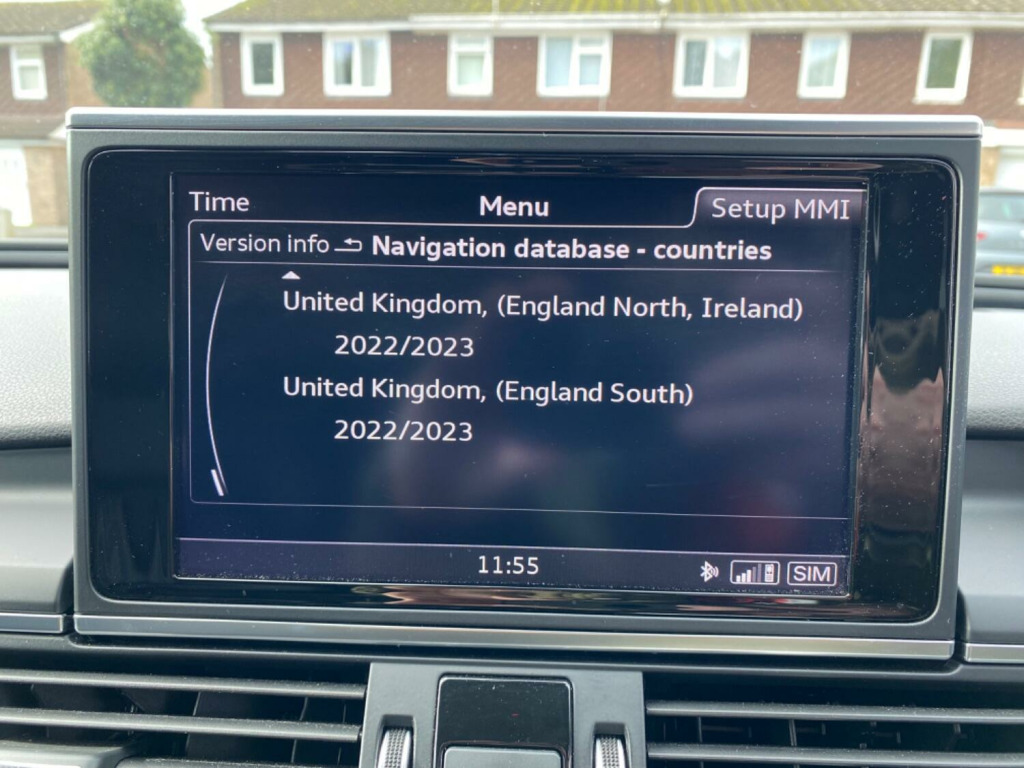 Time Menu Setup MMI
Version info Navigation database - countries
United Kingdom, (England North, Ireland)
2022/2023
United Kingdom, (England South)
2022/2023
11:55 SIM